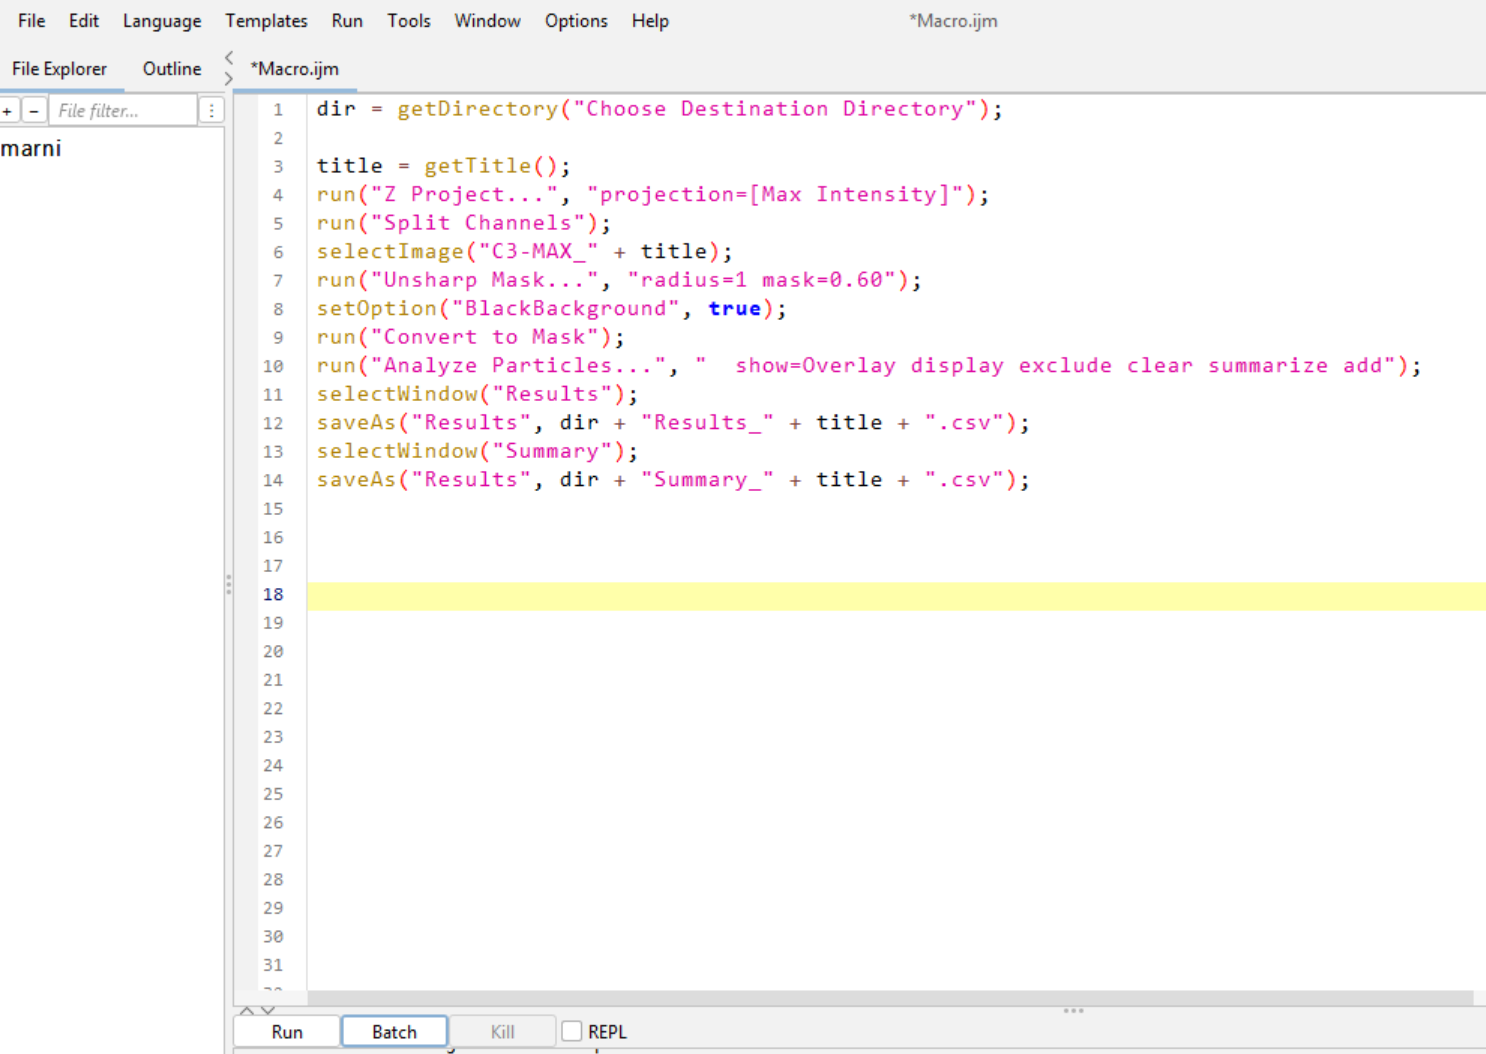 File Edit Language Templates Run Tools Window Options Help *Macro.ijm
File Explorer Outline < > *Macro.ijm
+ - File filter...
marni
1 dir = getDirectory("Choose Destination Directory");
2
3 title = getTitle();
4 run("Z Project...", "projection=[Max Intensity]");
5 run("Split Channels");
6 selectImage("C3-MAX_" + title);
7 run("Unsharp Mask...", "radius=1 mask=0.60");
8 setOption("BlackBackground", true);
9 run("Convert to Mask");
10 run("Analyze Particles...", "  show=Overlay display exclude clear summarize add");
11 selectWindow("Results");
12 saveAs("Results", dir + "Results_" + title + ".csv");
13 selectWindow("Summary");
14 saveAs("Results", dir + "Summary_" + title + ".csv");
15
16
17
18
19
20
21
22
23
24
25
26
27
28
29
30
31
Run Batch Kill REPL